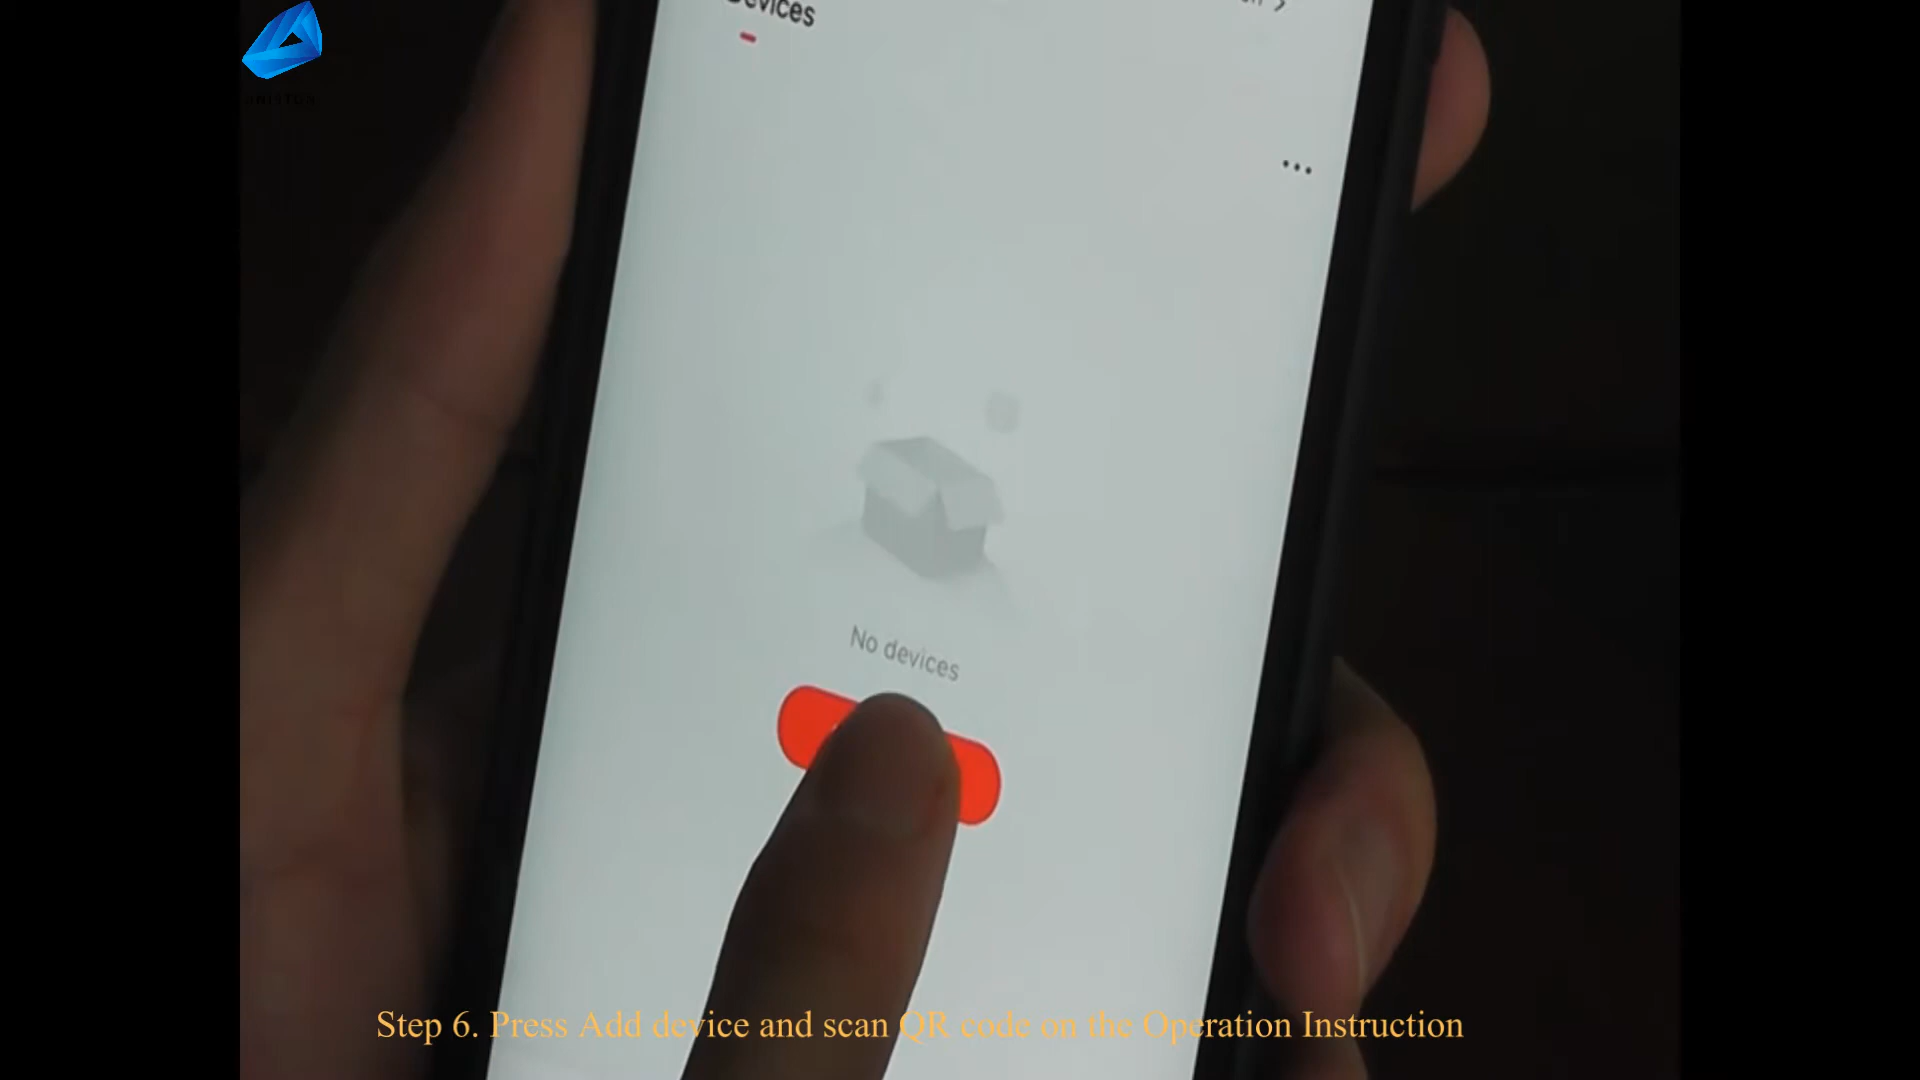 Devices
...
No devices
Step 6. Press Add device and scan QR code on the Operation Instruction